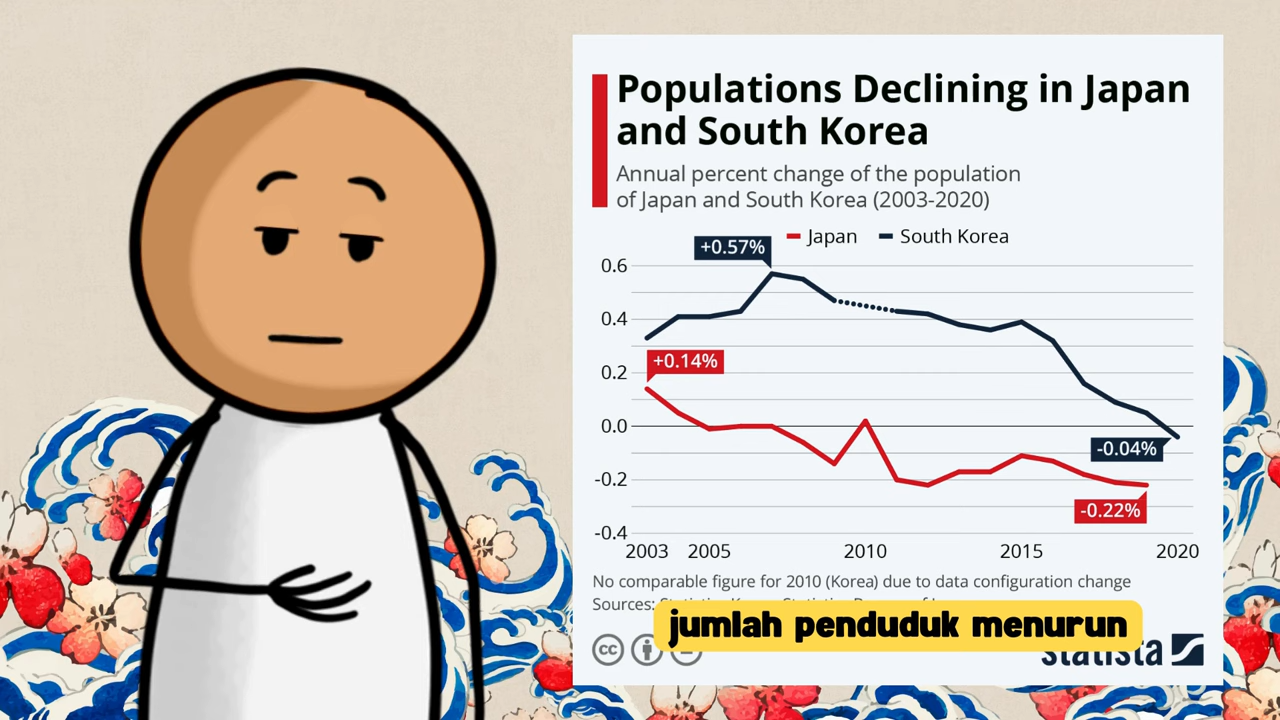 Populations Declining in Japan
and South Korea
Annual percent change of the population
of Japan and South Korea (2003-2020)
Japan South Korea
+0.57%
0.6
0.4
+0.14%
0.2
0.0
-0.04%
-0.2
-0.22%
-0.4
2003 2005 2010 2015 2020
No comparable figure for 2010 (Korea) due to data configuration change
Sources:
jumlah penduduk menurun
cc
statista